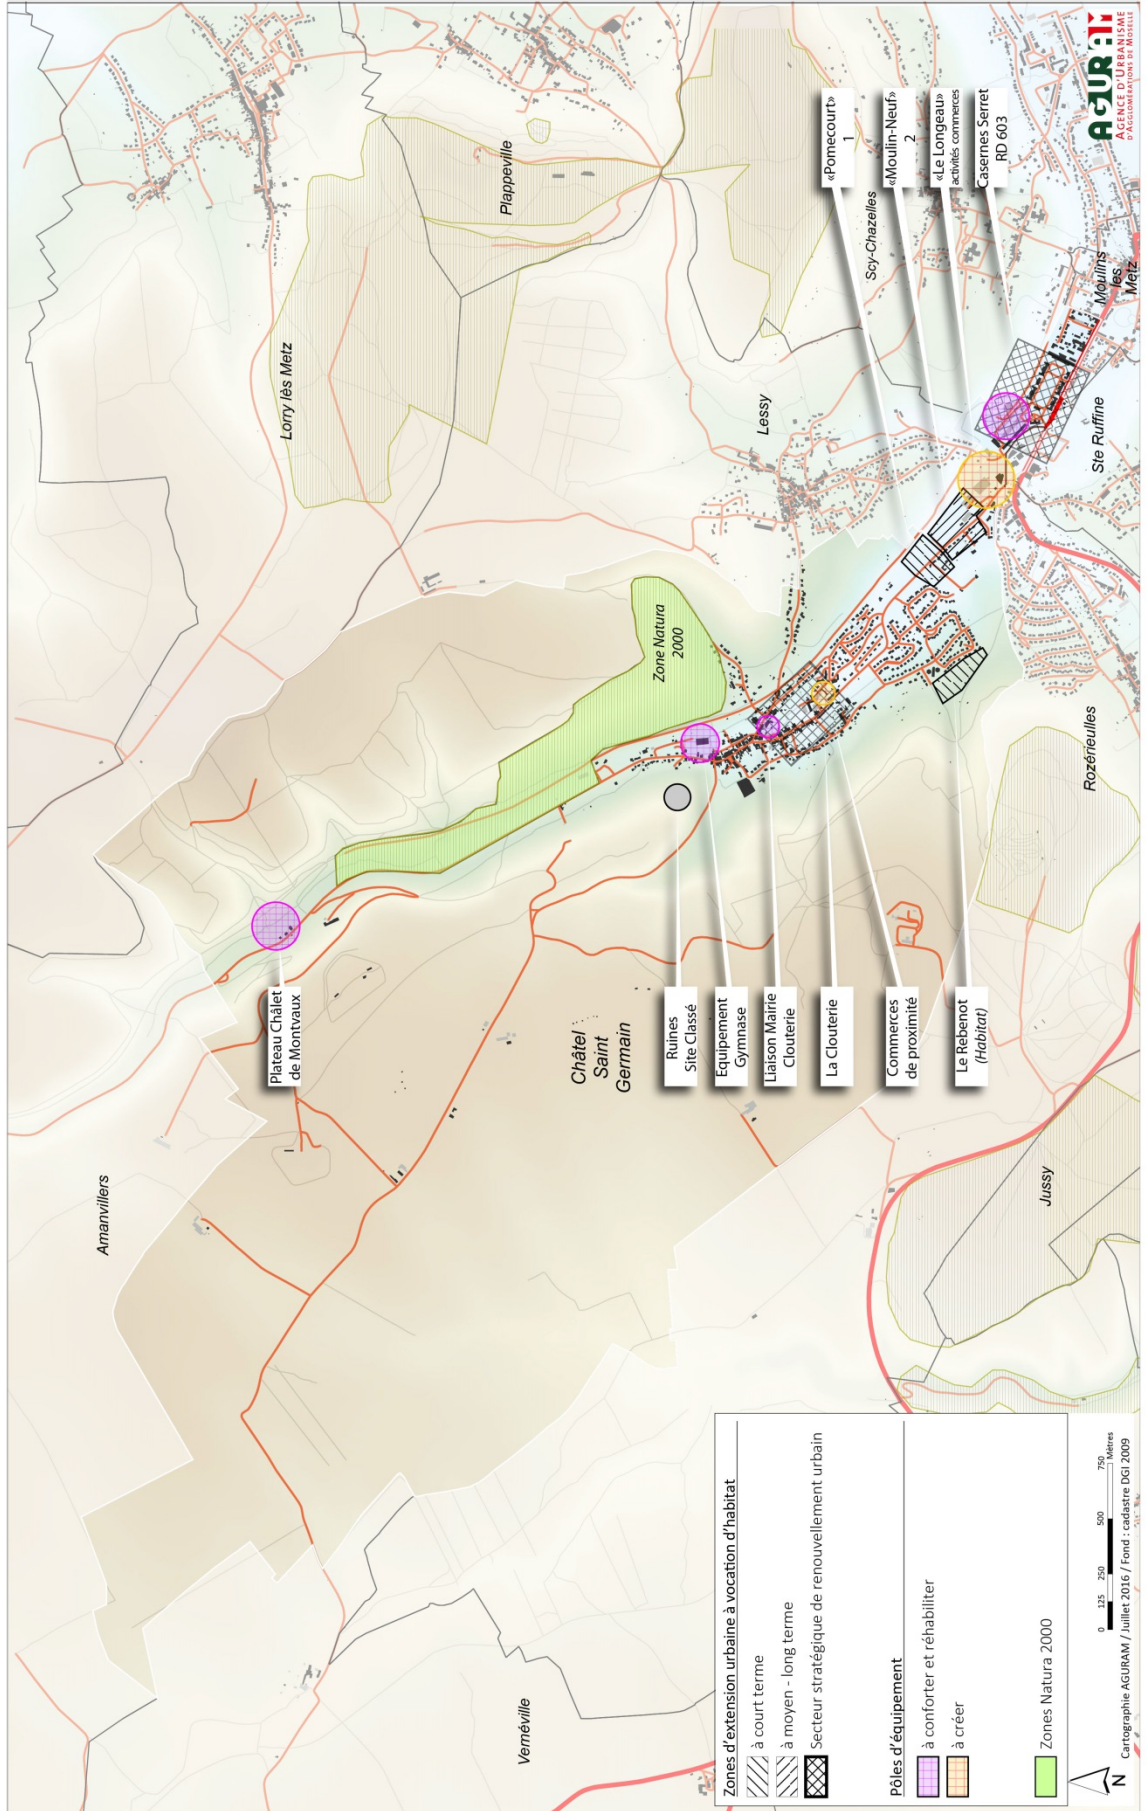 Amanvillers
Lorry lès Metz
Plappeville
Lessy
Scy-Chazelles
Zone Natura
2000
Plateau Châlet
de Montvaux
Châtel
Saint
Germain
Ruines
Site Classé
Equipement
Gymnase
Liaison Mairie
Clouterie
La Clouterie
Commerces
de proximité
Le Rebenot
(Habitat)
«Pomecourt»
1
«Moulin-Neuf»
2
«Le Longeau»
activités commerces
Casernes Serret
RD 603
Moulins
les
Metz
Ste Ruffine
Rozérieulles
Jussy
Vernéville
Zones d'extension urbaine à vocation d'habitat
à court terme
à moyen - long terme
Secteur stratégique de renouvellement urbain
Pôles d'équipement
à conforter et réhabiliter
à créer
Zones Natura 2000
N
0 125 250 500 750
Mètres
Cartographie AGURAM / Juillet 2016 / Fond : cadastre DGI 2009
AGURAM
AGENCE D'URBANISME
D'AGGLOMÉRATIONS DE MOSELLE